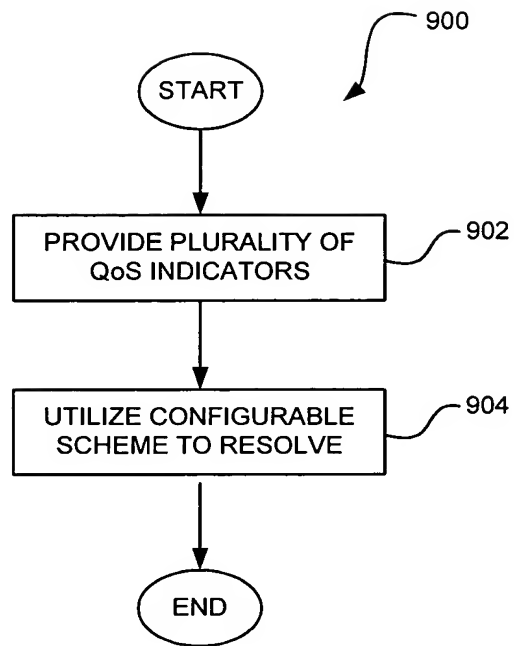 900
START
PROVIDE PLURALITY OF
QoS INDICATORS
902
UTILIZE CONFIGURABLE
SCHEME TO RESOLVE
904
END